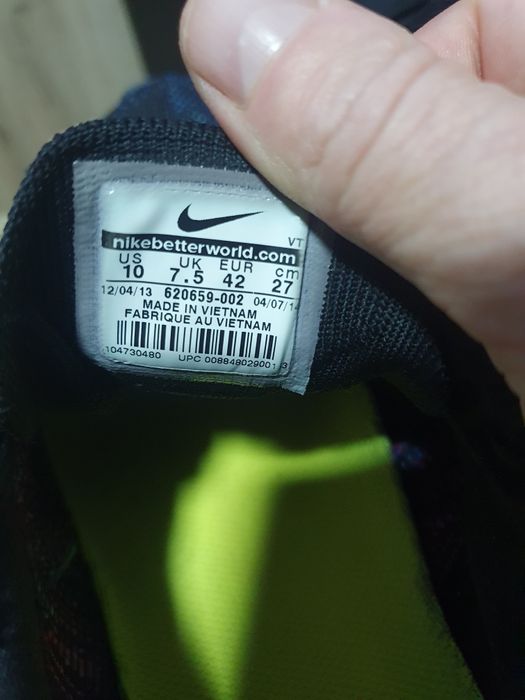 VT
nikebetterworld.com
US UK EUR cm
10 7.5 42 27
12/04/13 620659-002 04/07/14
MADE IN VIETNAM
FABRIQUE AU VIETNAM
104730480 UPC 008848029001